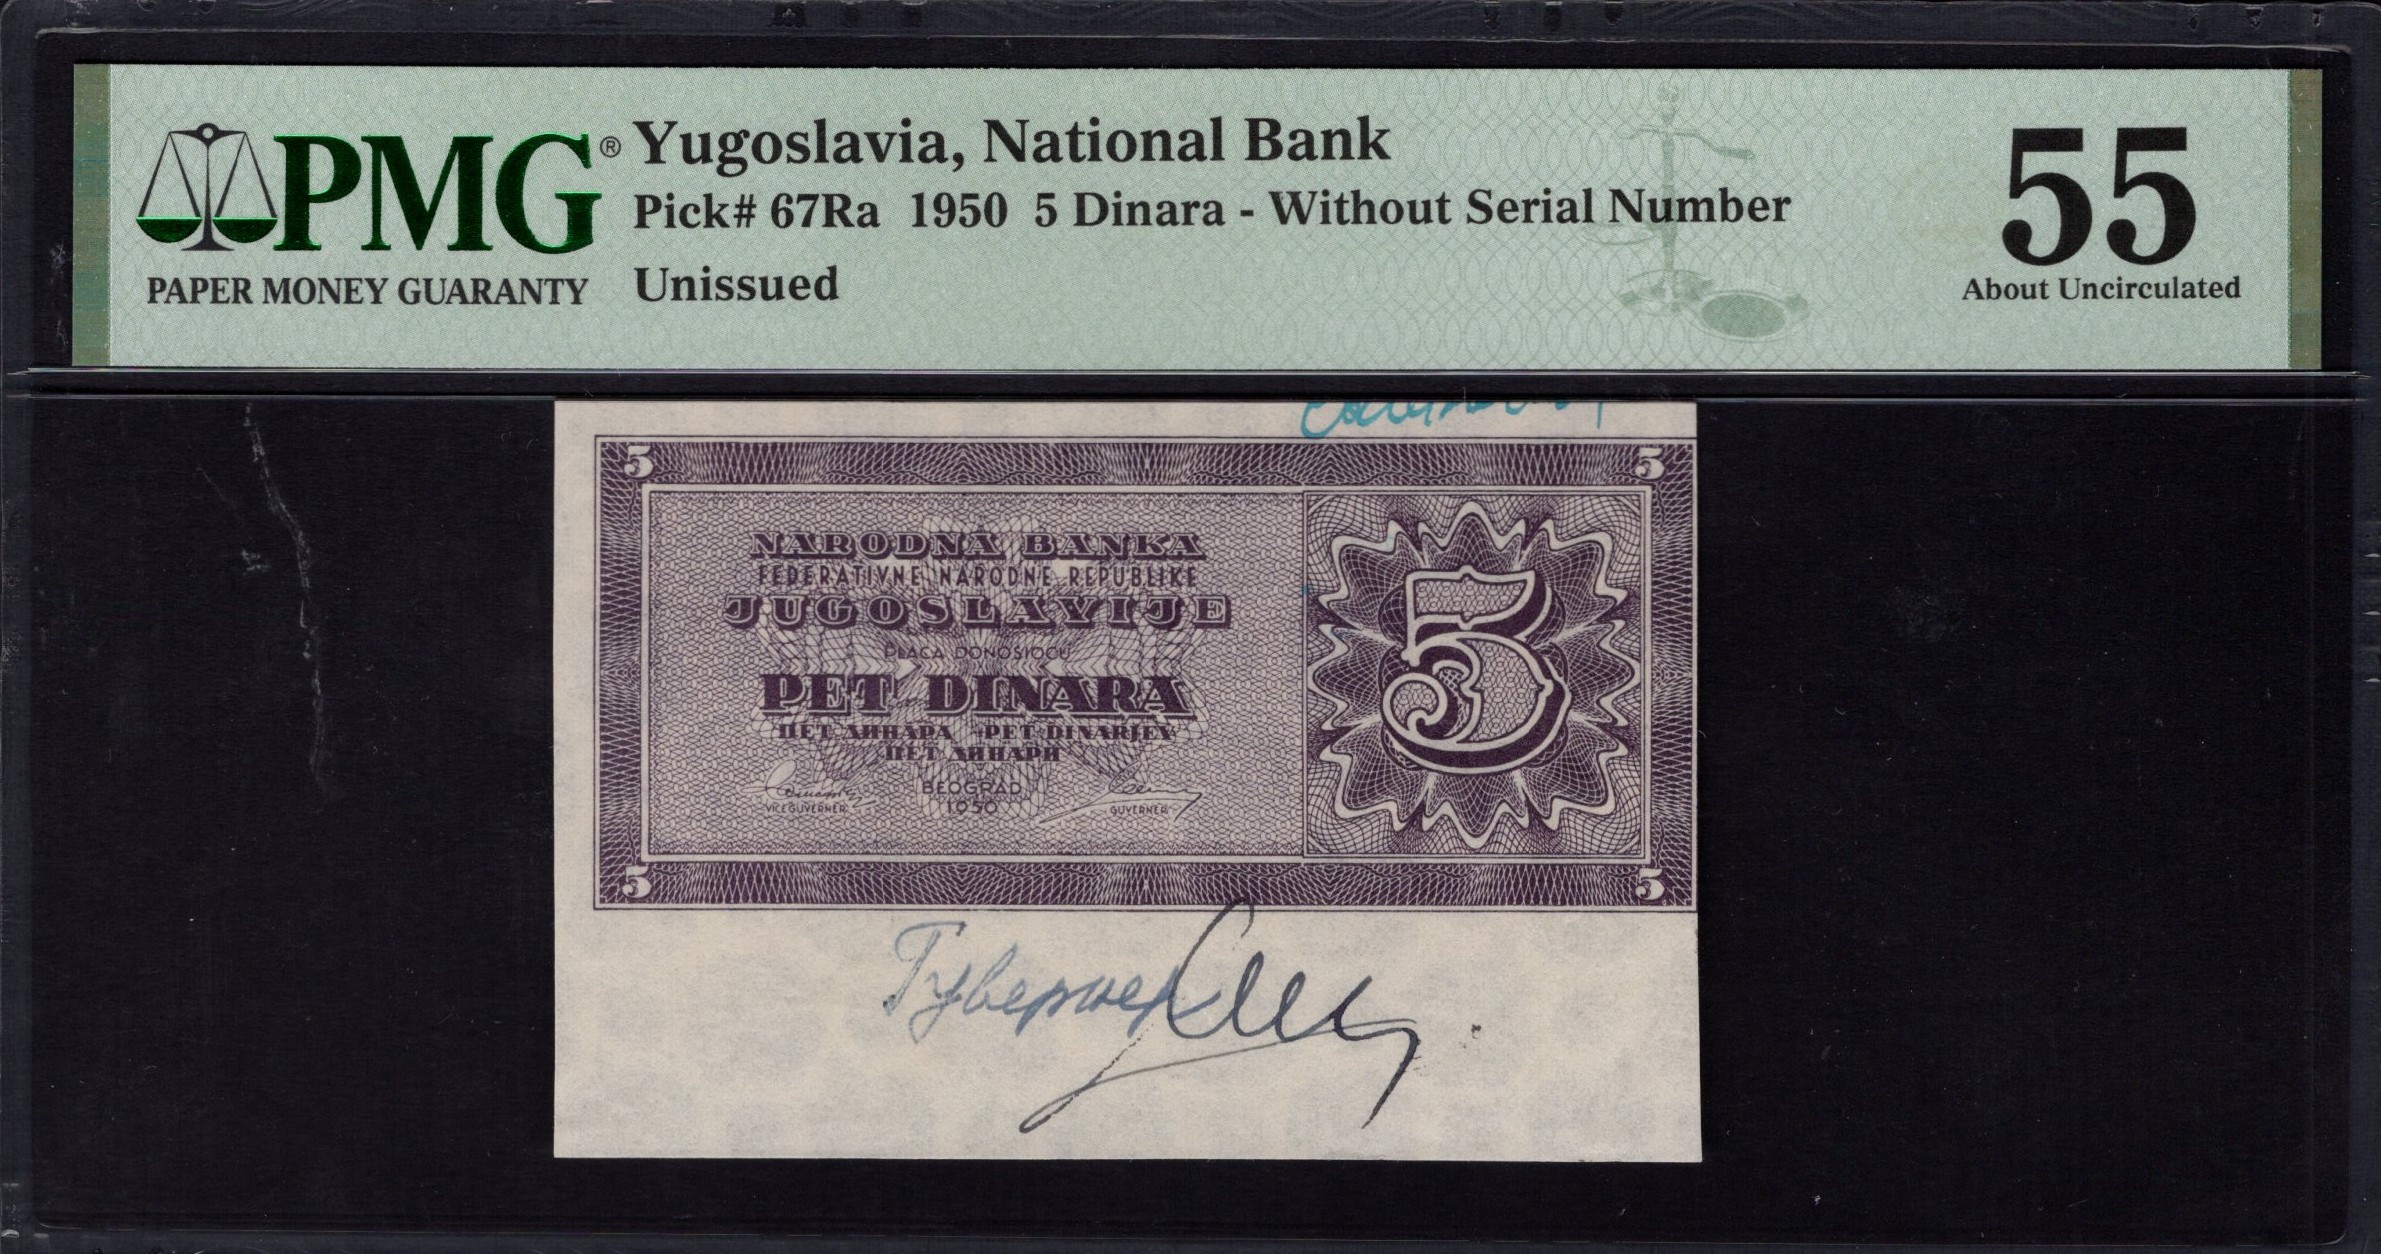 PMG® Yugoslavia, National Bank
Pick# 67Ra 1950 5 Dinara - Without Serial Number
PAPER MONEY GUARANTY Unissued
55
About Uncirculated
5 5
NARODNA BANKA
FEDERATIVNE NARODNE REPUBLIKE
JUGOSLAVIJE
PLAĆA DONOSIOCU
PET DINARA
ПЕТ ДИНАРА - PET DINARJEV
ПЕТ ДИНАРИ
BEOGRAD
1950
VICEGUVERNER
GUVERNER
5
5 5
Гувернер